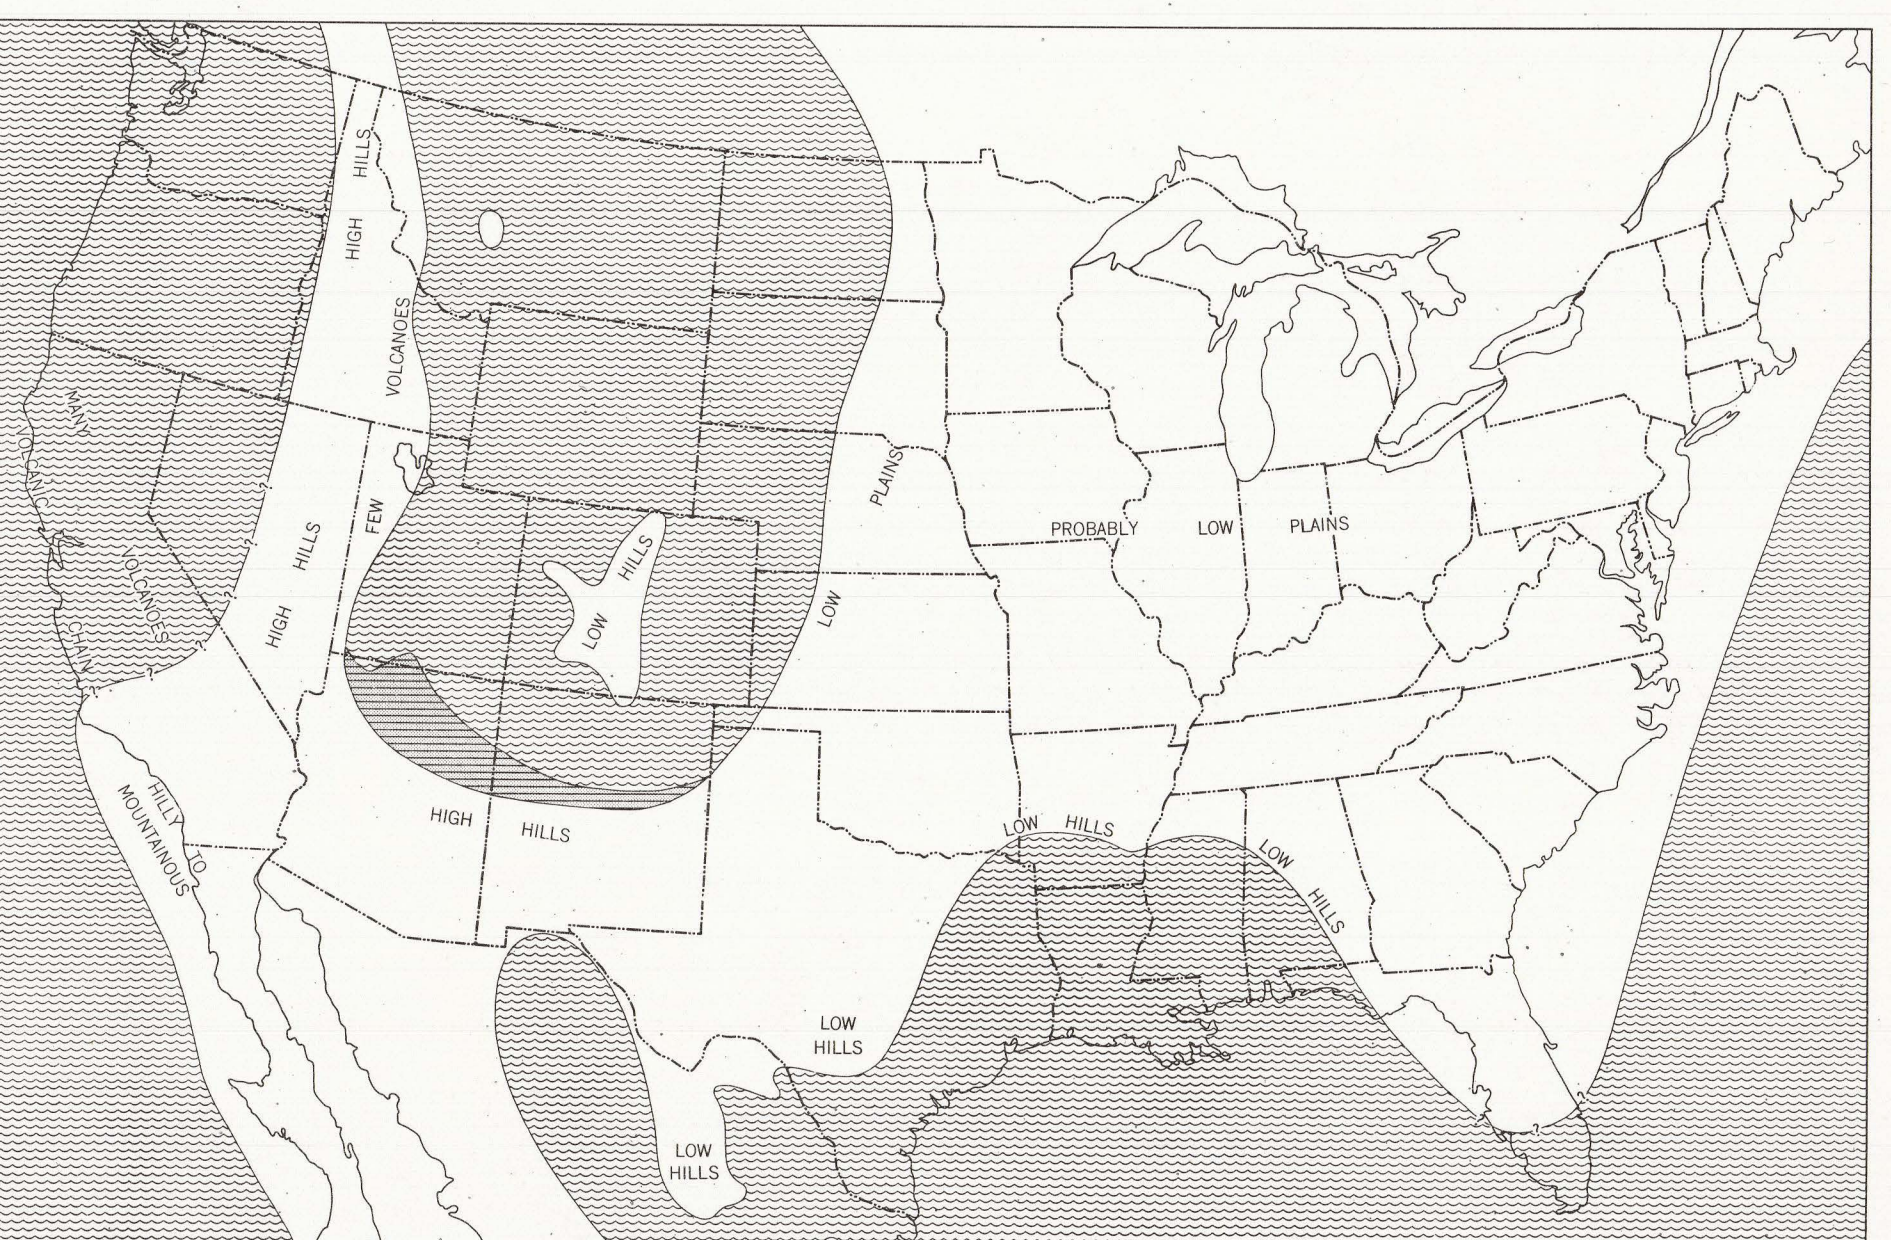 HIGH HILLS
FEW VOLCANOES
MANY VOLCANOES
VOLCANIC CHAIN
HIGH HILLS
LOW HILLS
LOW PLAINS
PROBABLY LOW PLAINS
HILLY TO
MOUNTAINOUS
HIGH HILLS
LOW HILLS
LOW HILLS
LOW
HILLS
LOW
HILLS
?
?
?
?
?
?
?
?